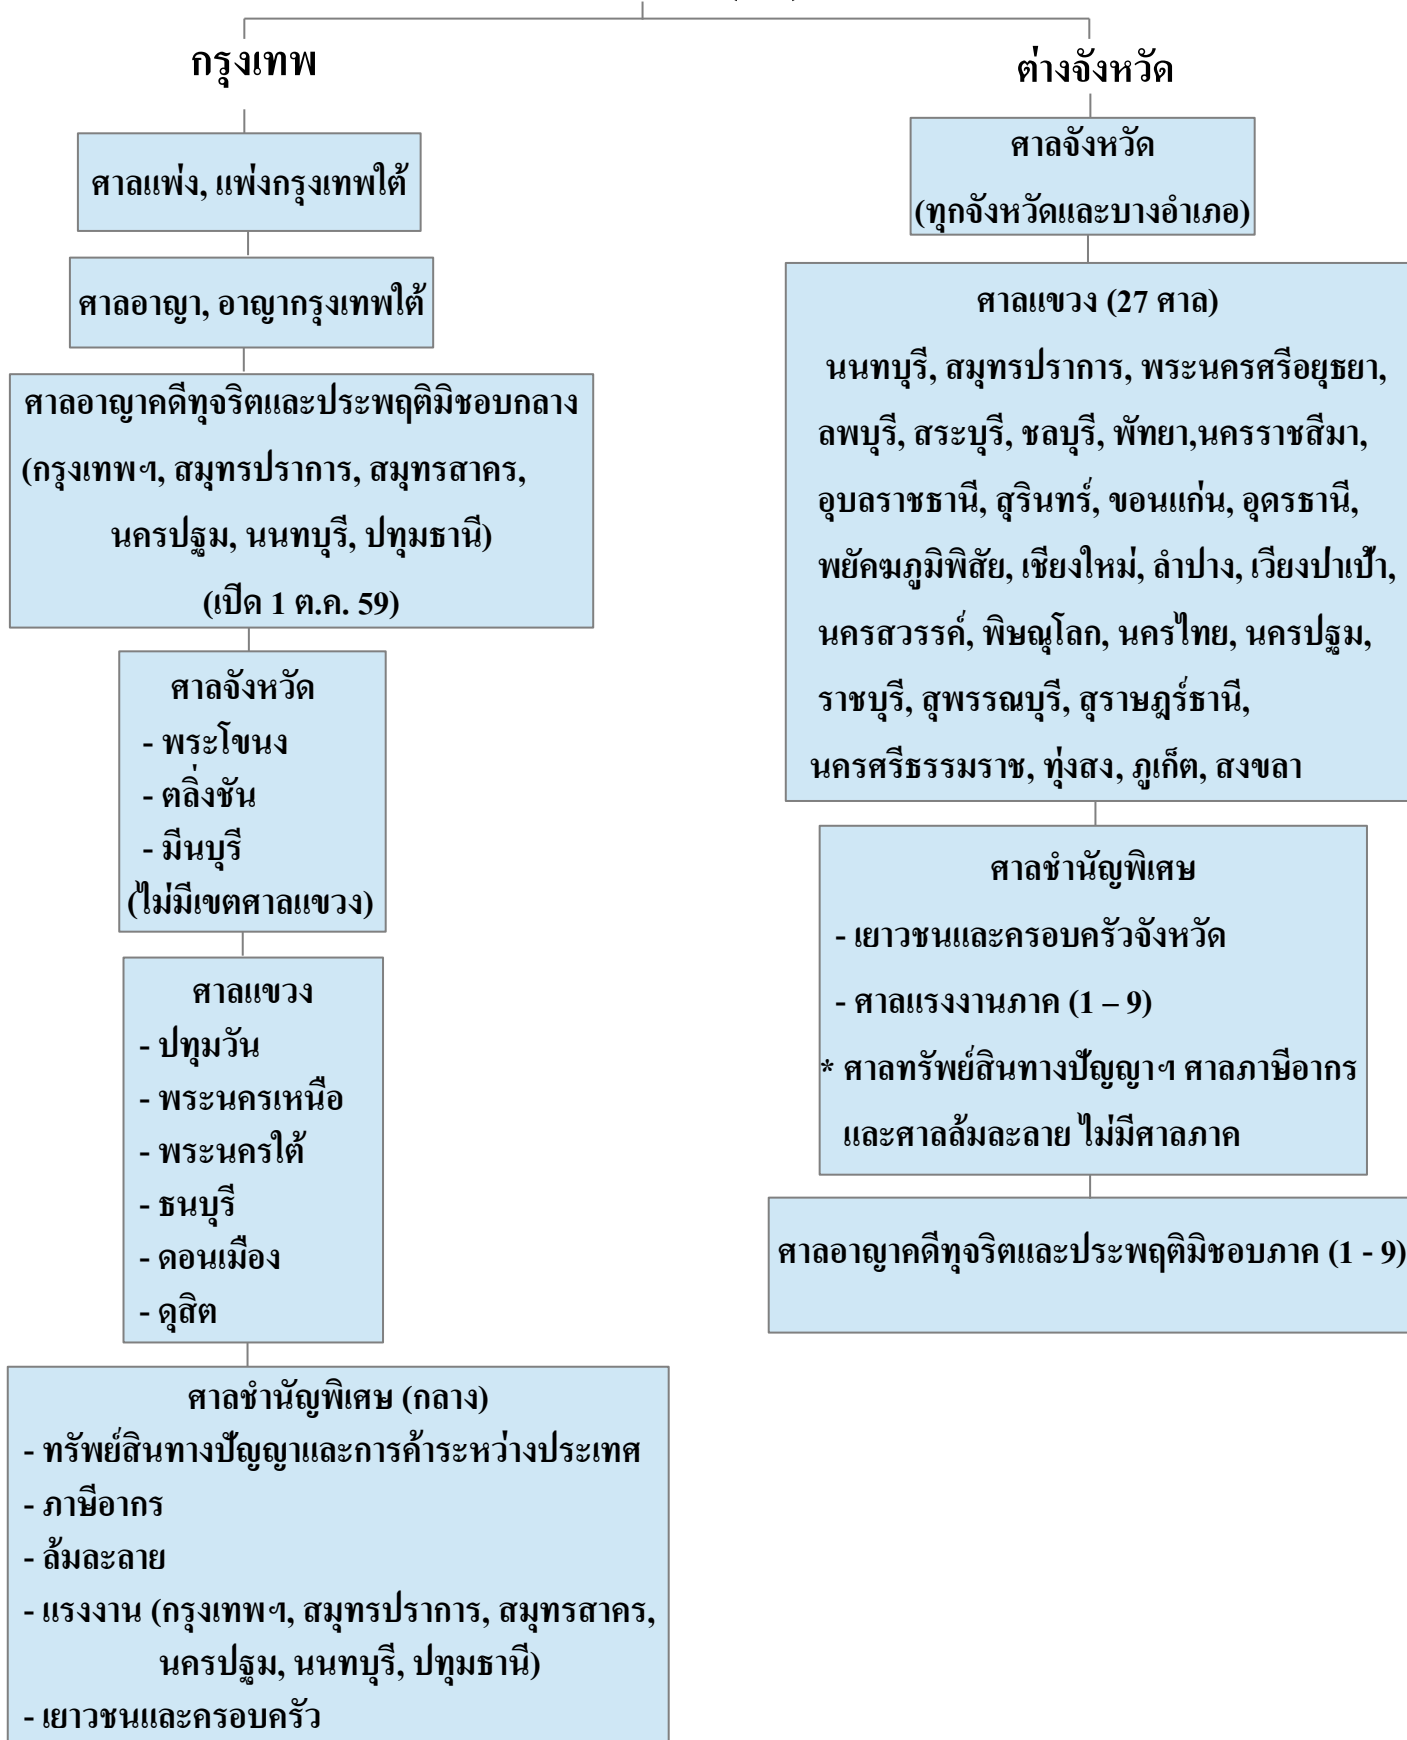 กรุงเทพ
ศาลแพ่ง, แพ่งกรุงเทพใต้
ศาลอาญา, อาญากรุงเทพใต้
ศาลอาญาคดีทุจริตและประพฤติมิชอบกลาง
(กรุงเทพฯ, สมุทรปราการ, สมุทรสาคร,
นครปฐม, นนทบุรี, ปทุมธานี)
(เปิด 1 ต.ค. 59)
ศาลจังหวัด
- พระโขนง
- ตลิ่งชัน
- มีนบุรี
(ไม่มีเขตศาลแขวง)
ศาลแขวง
- ปทุมวัน
- พระนครเหนือ
- พระนครใต้
- ธนบุรี
- ดอนเมือง
- ดุสิต
ศาลชำนัญพิเศษ (กลาง)
- ทรัพย์สินทางปัญญาและการค้าระหว่างประเทศ
- ภาษีอากร
- ล้มละลาย
- แรงงาน (กรุงเทพฯ, สมุทรปราการ, สมุทรสาคร,
นครปฐม, นนทบุรี, ปทุมธานี)
- เยาวชนและครอบครัว
ต่างจังหวัด
ศาลจังหวัด
(ทุกจังหวัดและบางอำเภอ)
ศาลแขวง (27 ศาล)
นนทบุรี, สมุทรปราการ, พระนครศรีอยุธยา,
ลพบุรี, สระบุรี, ชลบุรี, พัทยา,นครราชสีมา,
อุบลราชธานี, สุรินทร์, ขอนแก่น, อุดรธานี,
พยัคฆภูมิพิสัย, เชียงใหม่, ลำปาง, เวียงป่าเป้า,
นครสวรรค์, พิษณุโลก, นครไทย, นครปฐม,
ราชบุรี, สุพรรณบุรี, สุราษฎร์ธานี,
นครศรีธรรมราช, ทุ่งสง, ภูเก็ต, สงขลา
ศาลชำนัญพิเศษ
- เยาวชนและครอบครัวจังหวัด
- ศาลแรงงานภาค (1 – 9)
* ศาลทรัพย์สินทางปัญญาฯ ศาลภาษีอากร
และศาลล้มละลาย ไม่มีศาลภาค
ศาลอาญาคดีทุจริตและประพฤติมิชอบภาค (1 - 9)